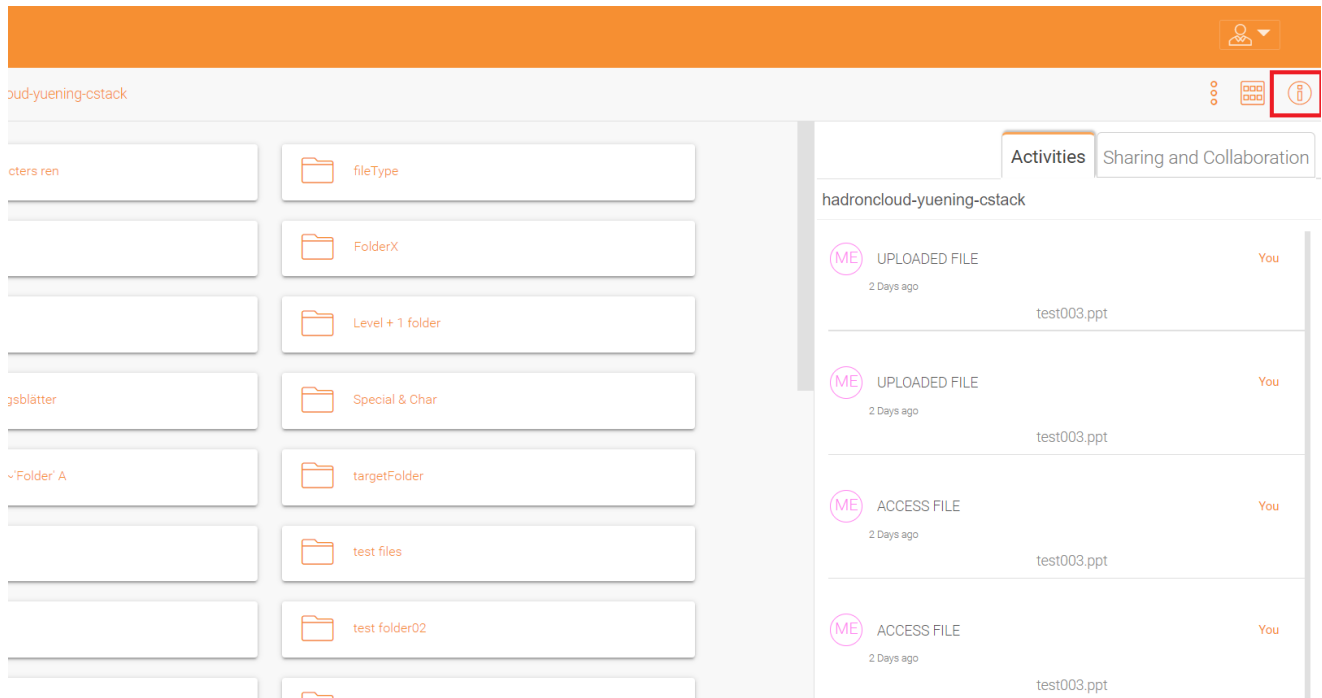 oud-yuening-cstack
cters ren
fileType
FolderX
Level + 1 folder
gsblätter
Special & Char
~'Folder' A
targetFolder
test files
test folder02
Activities
Sharing and Collaboration
hadroncloud-yuening-cstack
ME UPLOADED FILE You
2 Days ago
test003.ppt
ME UPLOADED FILE You
2 Days ago
test003.ppt
ME ACCESS FILE You
2 Days ago
test003.ppt
ME ACCESS FILE You
2 Days ago
test003.ppt